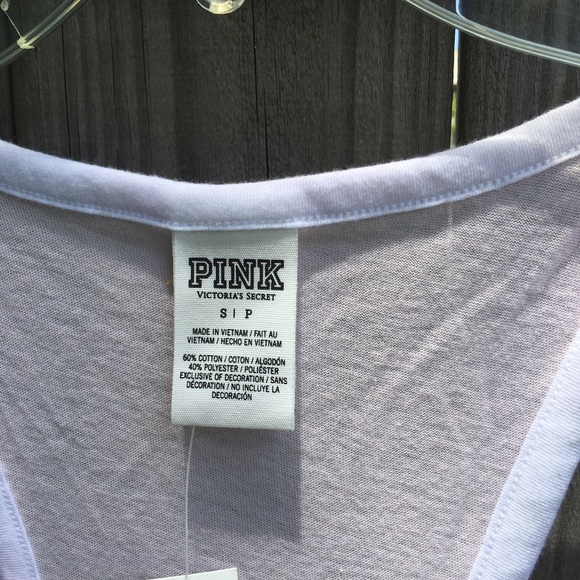 PINK
VICTORIA'S SECRET
S | P
MADE IN VIETNAM / FAIT AU
VIETNAM / HECHO EN VIETNAM
60% COTTON / COTON / ALGODÓN
40% POLYESTER / POLIÉSTER
EXCLUSIVE OF DECORATION / SANS
DÉCORATION / NO INCLUYE LA
DECORACIÓN